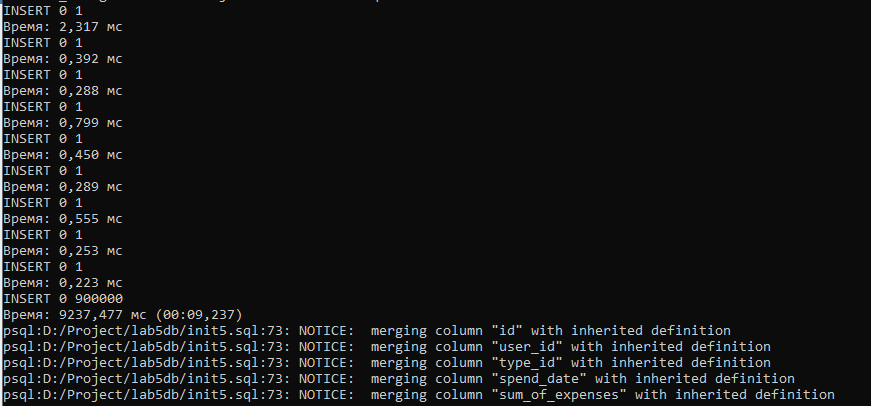 INSERT 0 1
Время: 2,317 мс
INSERT 0 1
Время: 0,392 мс
INSERT 0 1
Время: 0,288 мс
INSERT 0 1
Время: 0,799 мс
INSERT 0 1
Время: 0,450 мс
INSERT 0 1
Время: 0,289 мс
INSERT 0 1
Время: 0,555 мс
INSERT 0 1
Время: 0,253 мс
INSERT 0 1
Время: 0,223 мс
INSERT 0 900000
Время: 9237,477 мс (00:09,237)
psql:D:/Project/lab5db/init5.sql:73: NOTICE:  merging column "id" with inherited definition
psql:D:/Project/lab5db/init5.sql:73: NOTICE:  merging column "user_id" with inherited definition
psql:D:/Project/lab5db/init5.sql:73: NOTICE:  merging column "type_id" with inherited definition
psql:D:/Project/lab5db/init5.sql:73: NOTICE:  merging column "spend_date" with inherited definition
psql:D:/Project/lab5db/init5.sql:73: NOTICE:  merging column "sum_of_expenses" with inherited definition